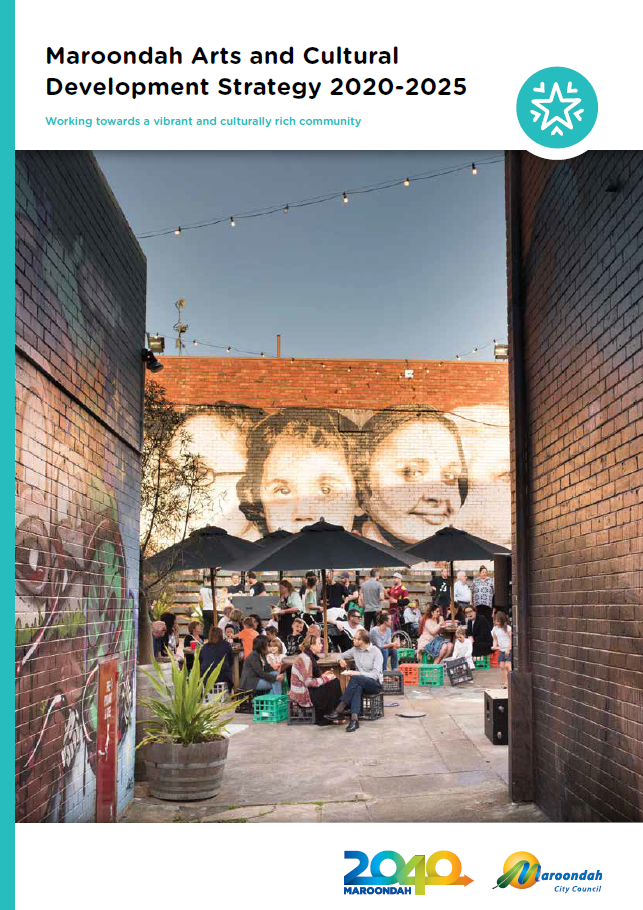 Maroondah Arts and Cultural
Development Strategy 2020-2025
Working towards a vibrant and culturally rich community
2040
MAROONDAH
Maroondah
City Council